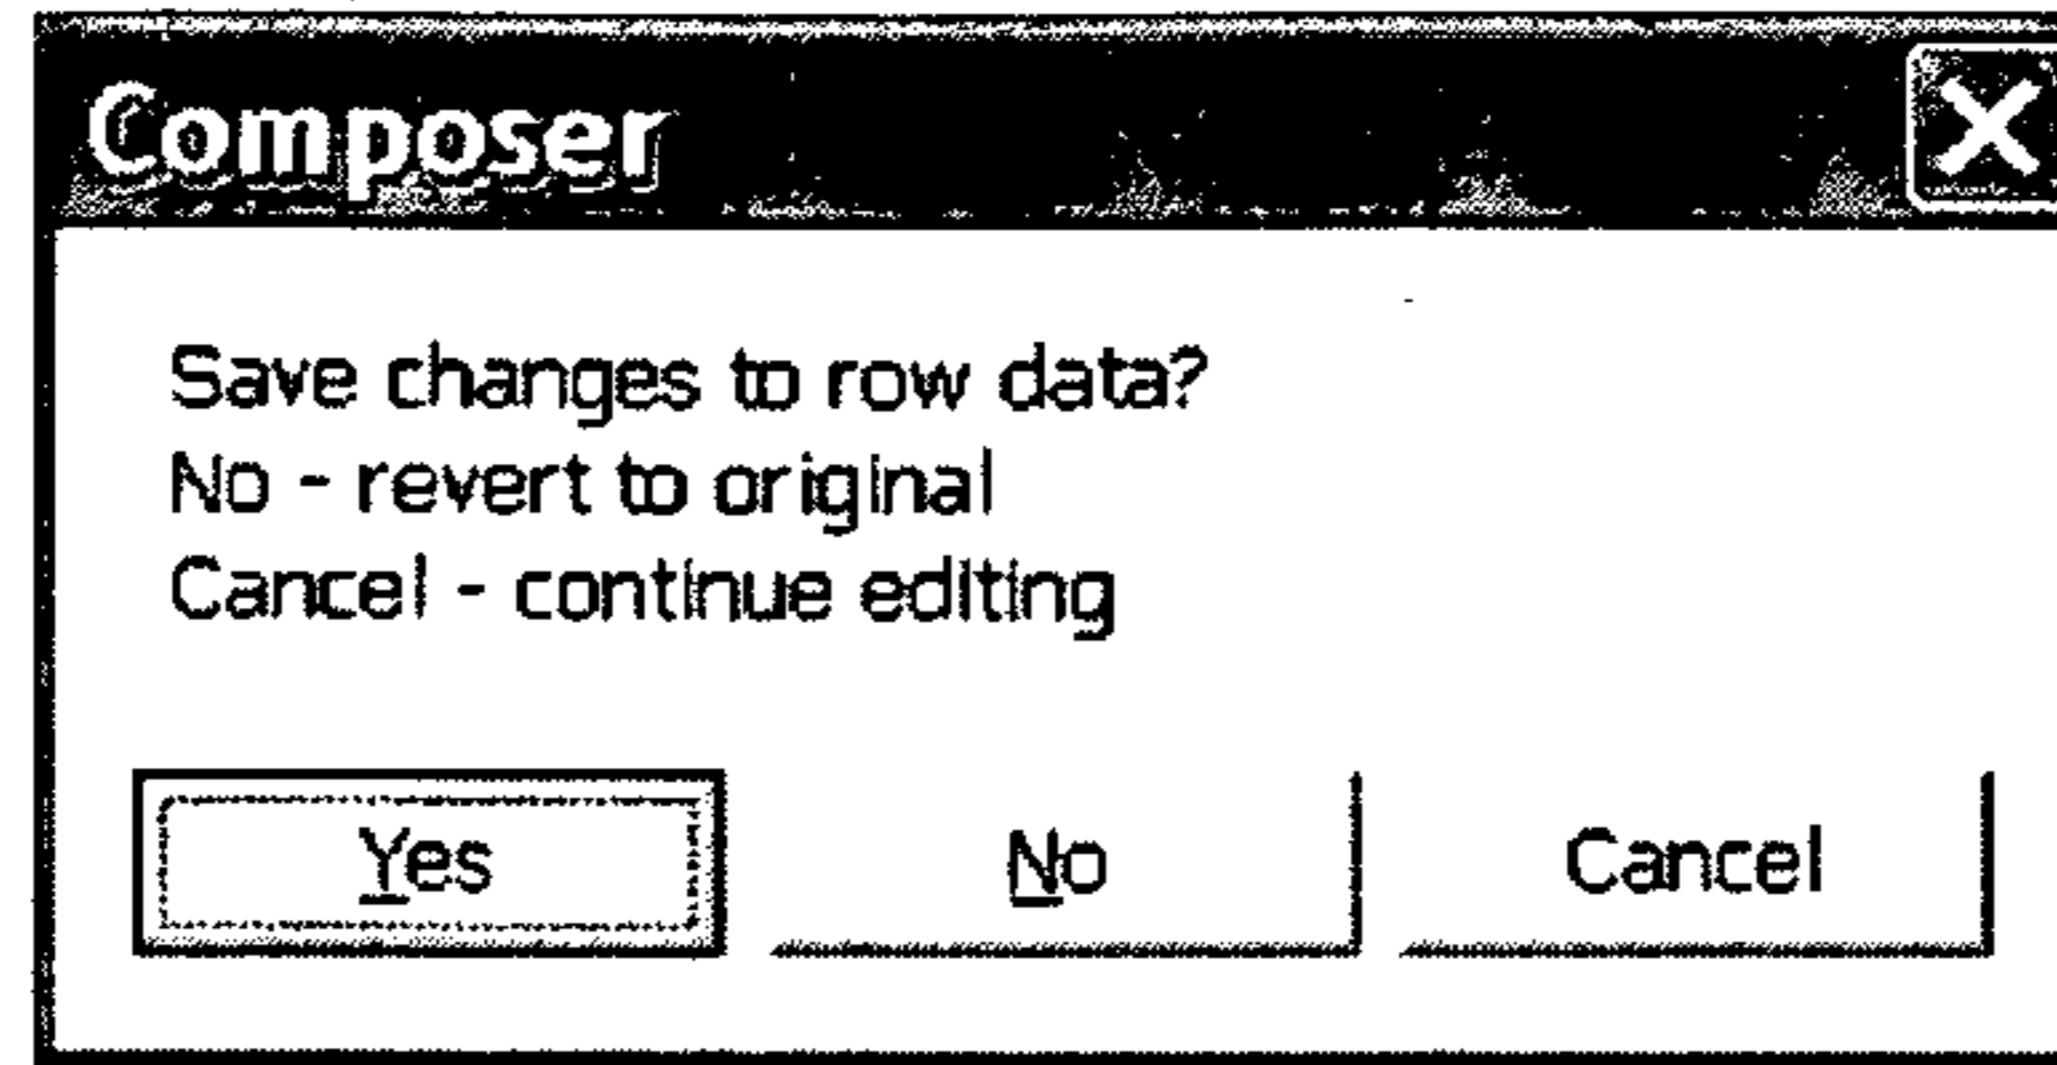 Composer
Save changes to row data?
No - revert to original
Cancel - continue editing
Yes No Cancel